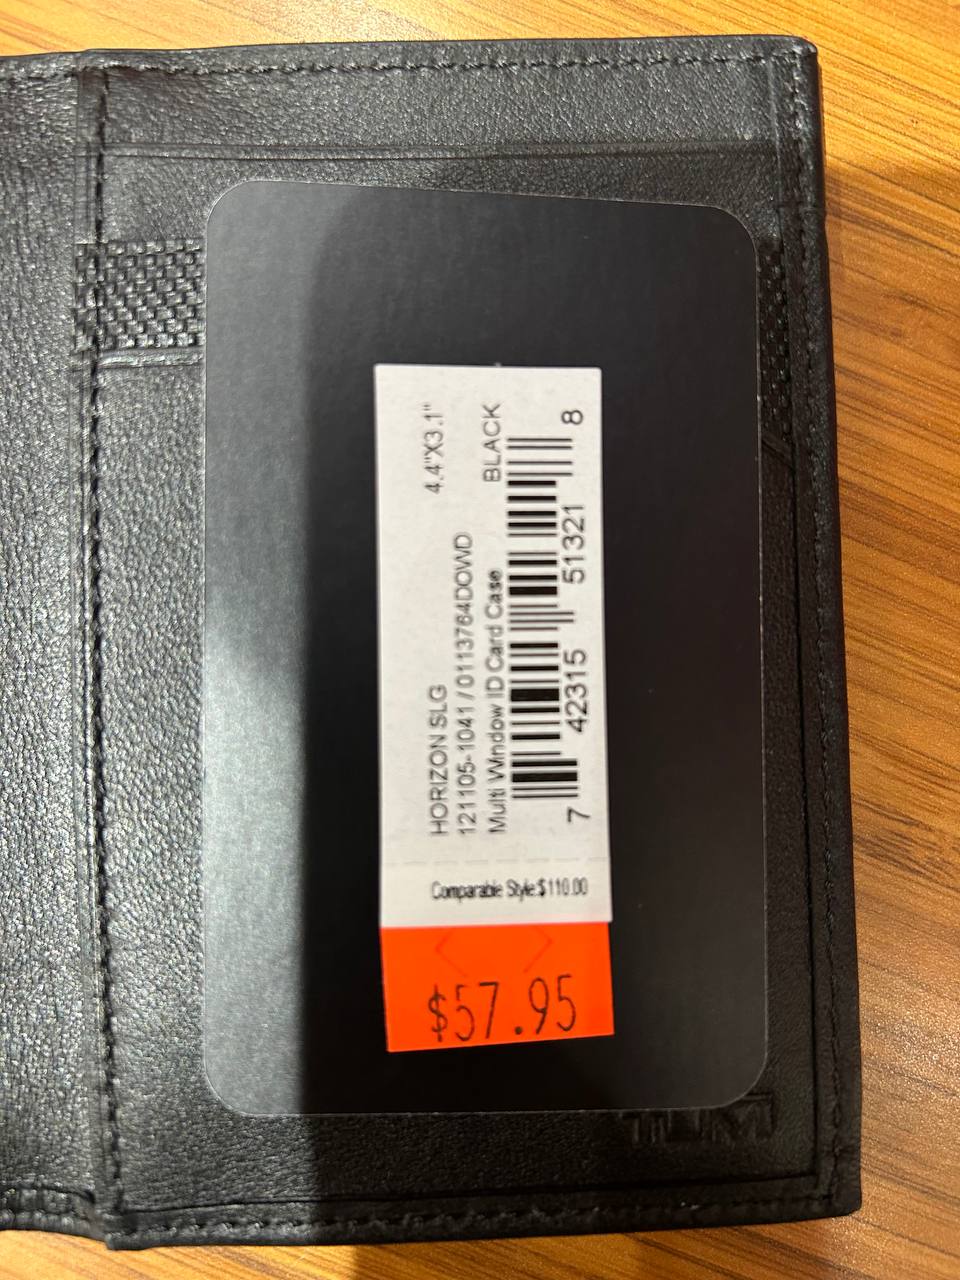 HORIZON SLG 4.4"X3.1"
121105-1041 / 0113764DOWD
Multi Window ID Card Case BLACK
7 42315 51321 8
Comparable Style:$110.00
$57.95
TUMI